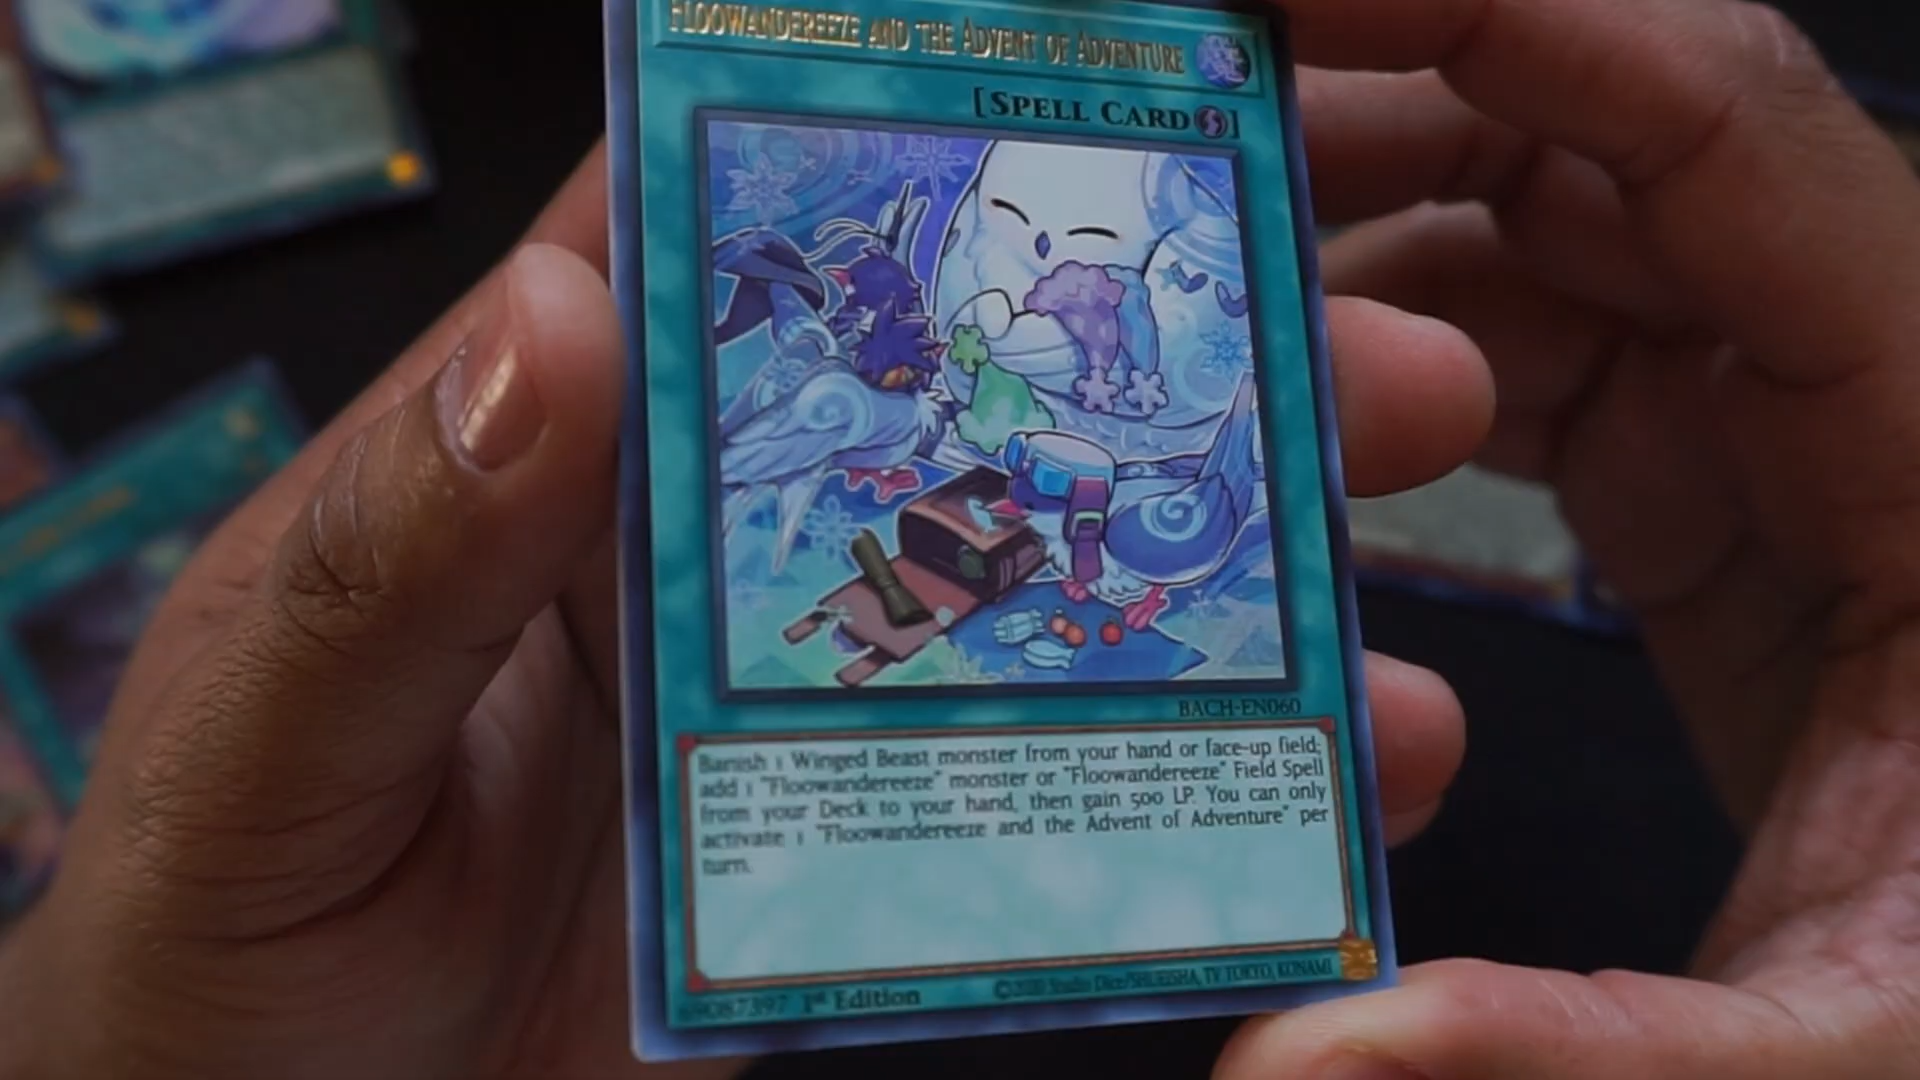 FLOOWANDEREEZE AND THE ADVENT OF ADVENTURE
[SPELL CARD]
BACH-EN060
Banish 1 Winged Beast monster from your hand or face-up field;
add 1 "Floowandereeze" monster or "Floowandereeze" Field Spell
from your Deck to your hand, then gain 500 LP. You can only
activate 1 "Floowandereeze and the Advent of Adventure" per
turn.
69087397 1st Edition
©2020 Studio Dice/SHUEISHA, TV TOKYO, KONAMI